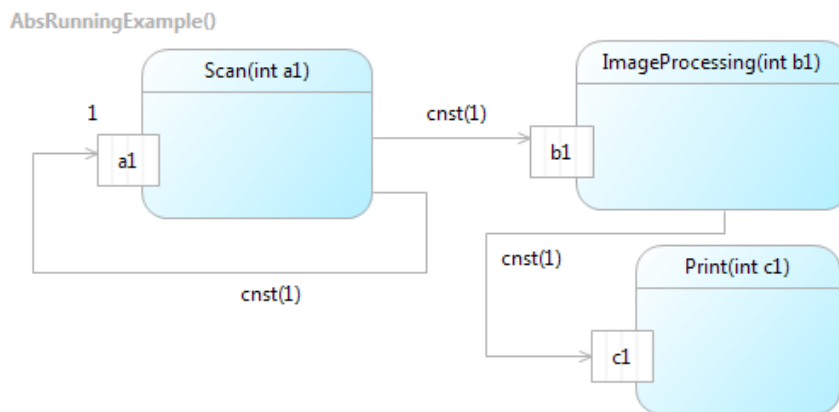 AbsRunningExample()
Scan(int a1)
ImageProcessing(int b1)
1
cnst(1)
a1
b1
cnst(1)
cnst(1)
Print(int c1)
c1